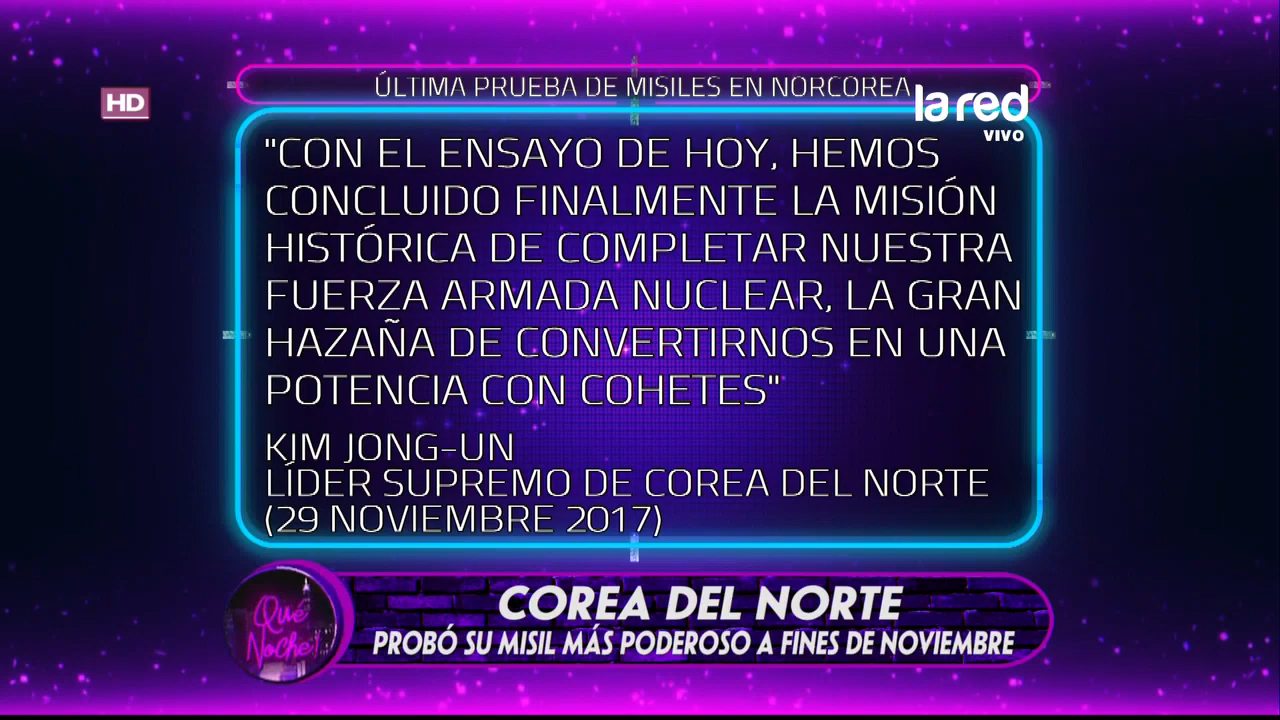 HD
ÚLTIMA PRUEBA DE MISILES EN NORCOREA
la red
VIVO
"CON EL ENSAYO DE HOY, HEMOS
CONCLUIDO FINALMENTE LA MISIÓN
HISTÓRICA DE COMPLETAR NUESTRA
FUERZA ARMADA NUCLEAR, LA GRAN
HAZAÑA DE CONVERTIRNOS EN UNA
POTENCIA CON COHETES"
KIM JONG-UN
LÍDER SUPREMO DE COREA DEL NORTE
(29 NOVIEMBRE 2017)
Qué
Noche!
COREA DEL NORTE
PROBÓ SU MISIL MÁS PODEROSO A FINES DE NOVIEMBRE